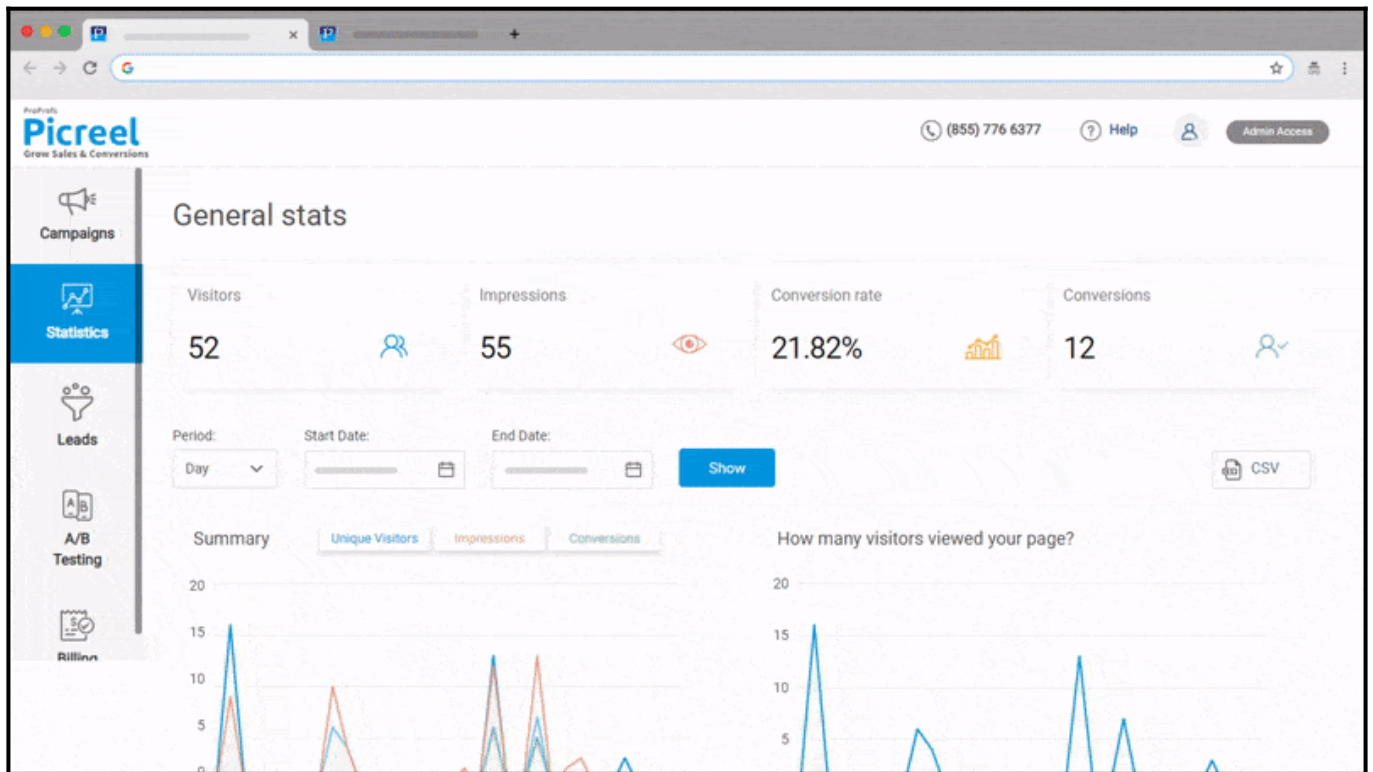 ProProfs
Picreel
Grow Sales & Conversions
(855) 776 6377
Help
Admin Access
Campaigns
Statistics
Leads
A/B
Testing
Billing
General stats
Visitors
52
Impressions
55
Conversion rate
21.82%
Conversions
12
Period:
Day
Start Date:
End Date:
Show
CSV
Summary
Unique Visitors
Impressions
Conversions
20
15
10
5
0
How many visitors viewed your page?
20
15
10
5